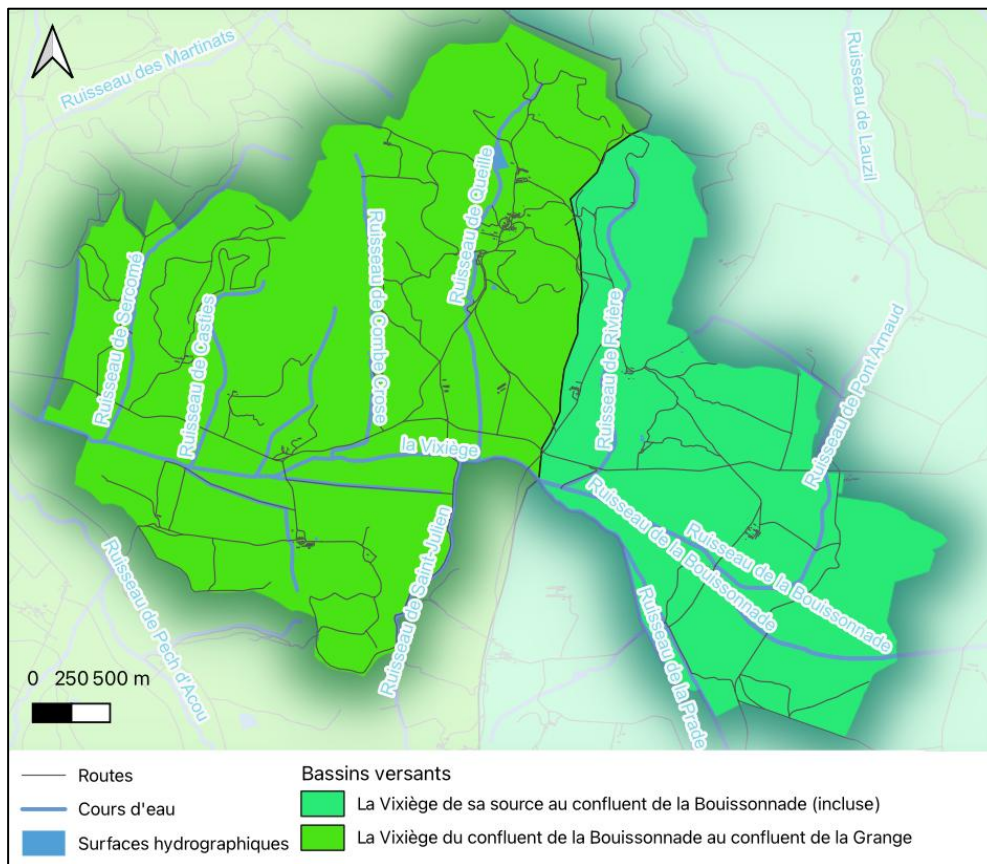 Ruisseau des Martinats
Ruisseau de Lauzil
Ruisseau de Queille
Ruisseau de Combe Crose
Ruisseau de Sercomé
Ruisseau de Casties
Ruisseau de Rivière
Ruisseau de Pont Arnaud
la Vixiège
Ruisseau de la Bouissonnade
Ruisseau de la Bouissonnade
Ruisseau de Saint-Julien
Ruisseau de Pech d'Acou
Ruisseau de la Prade
0 250 500 m
Routes
Cours d'eau
Surfaces hydrographiques
Bassins versants
La Vixiège de sa source au confluent de la Bouissonnade (incluse)
La Vixiège du confluent de la Bouissonnade au confluent de la Grange